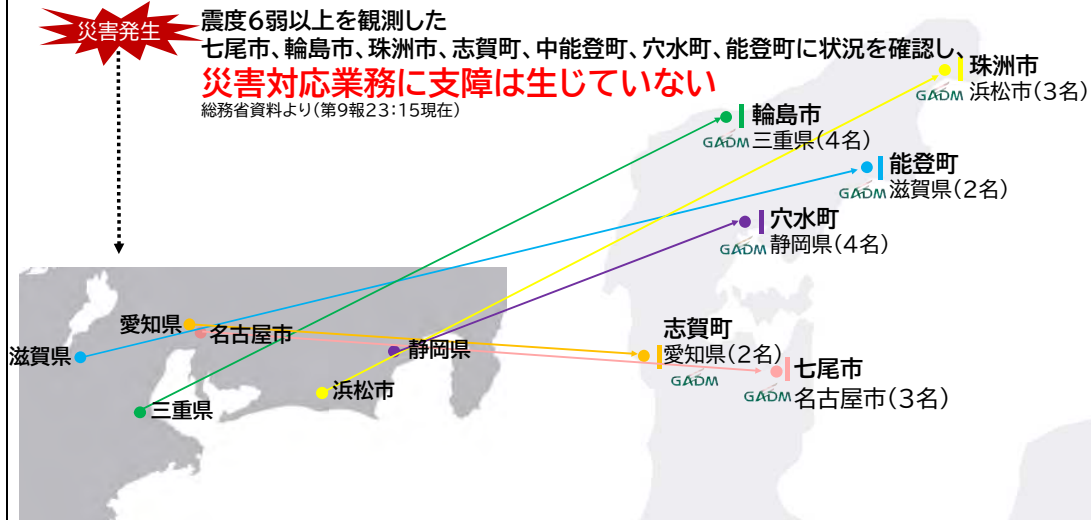 災害発生
震度6弱以上を観測した
七尾市、輪島市、珠洲市、志賀町、中能登町、穴水町、能登町に状況を確認し、
災害対応業務に支障は生じていない
総務省資料より(第9報23:15現在)
珠洲市
GADM 浜松市(3名)
輪島市
GADM 三重県(4名)
能登町
GADM 滋賀県(2名)
穴水町
GADM 静岡県(4名)
志賀町
愛知県(2名)
GADM
七尾市
GADM 名古屋市(3名)
愛知県
名古屋市
滋賀県
静岡県
浜松市
三重県